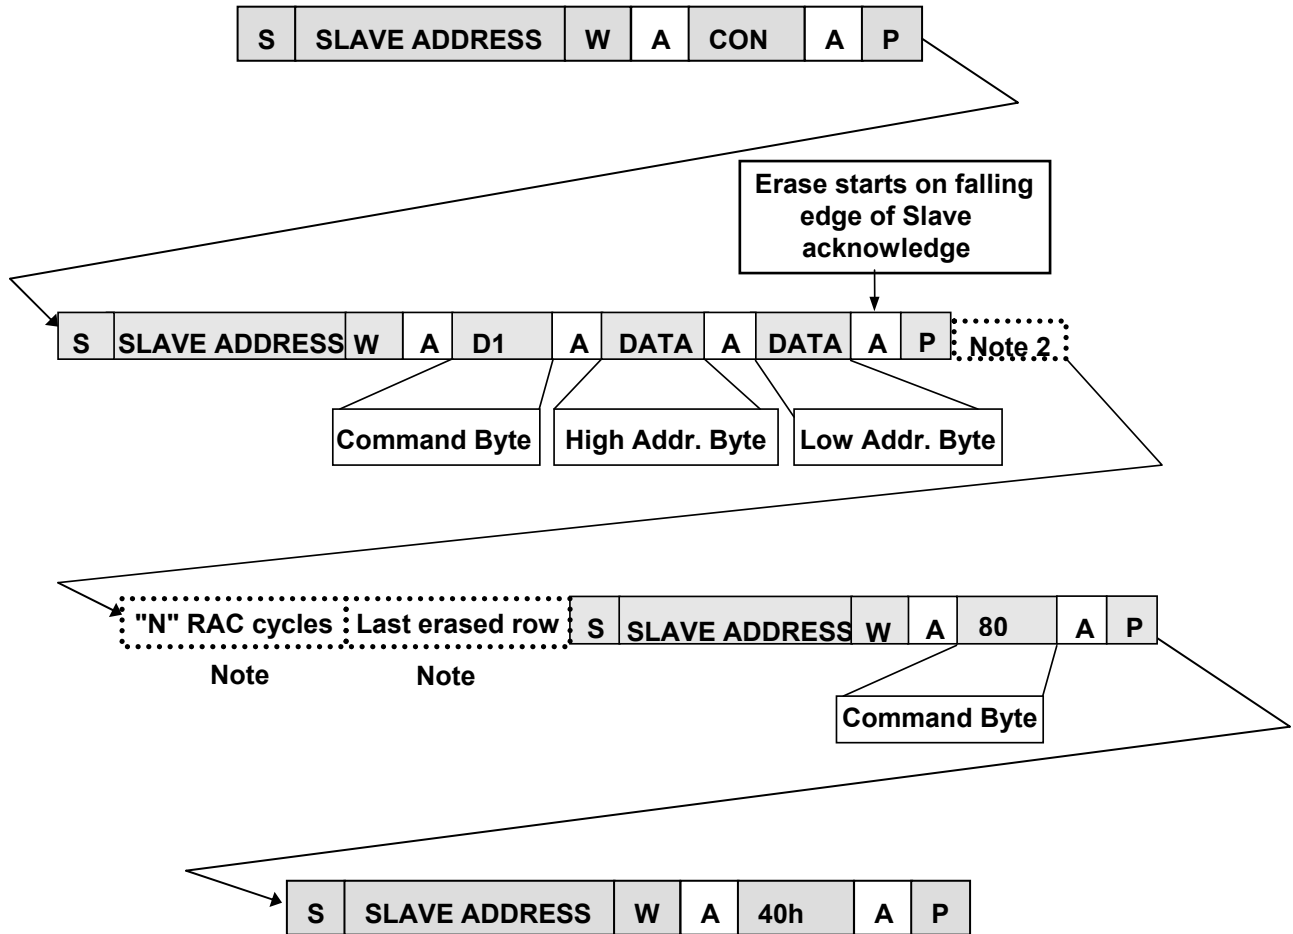 S SLAVE ADDRESS W A CON A P
Erase starts on falling
edge of Slave
acknowledge
S SLAVE ADDRESS W A D1 A DATA A DATA A P Note 2
Command Byte High Addr. Byte Low Addr. Byte
"N" RAC cycles Last erased row S SLAVE ADDRESS W A 80 A P
Note Note
Command Byte
S SLAVE ADDRESS W A 40h A P